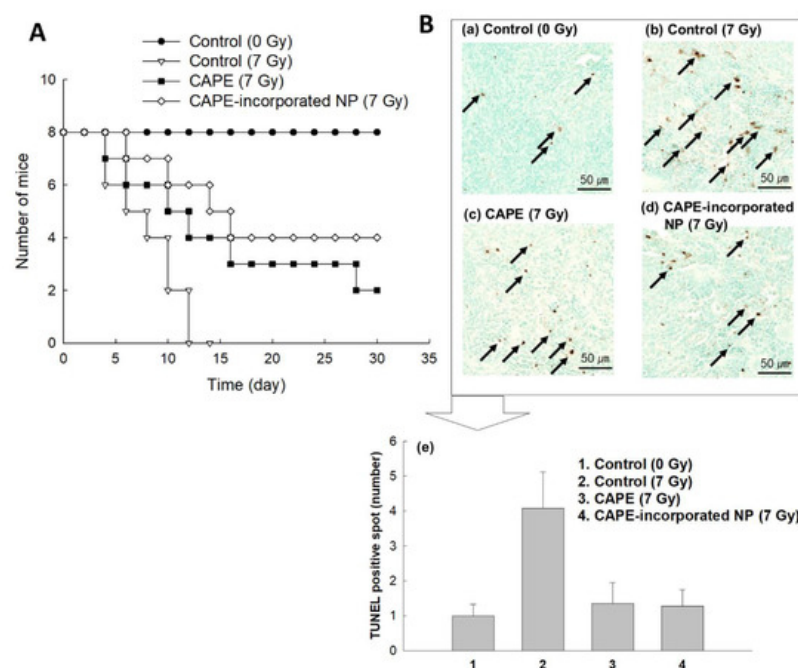 A
Control (0 Gy)
Control (7 Gy)
CAPE (7 Gy)
CAPE-incorporated NP (7 Gy)
10
8
6
4
2
0
Number of mice
0 5 10 15 20 25 30 35
Time (day)
B
(a) Control (0 Gy)
50 ㎛
(b) Control (7 Gy)
50 ㎛
(c) CAPE (7 Gy)
50 ㎛
(d) CAPE-incorporated
NP (7 Gy)
50 ㎛
(e)
6
5
4
3
2
1
0
TUNEL positive spot (number)
1. Control (0 Gy)
2. Control (7 Gy)
3. CAPE (7 Gy)
4. CAPE-incorporated NP (7 Gy)
1 2 3 4